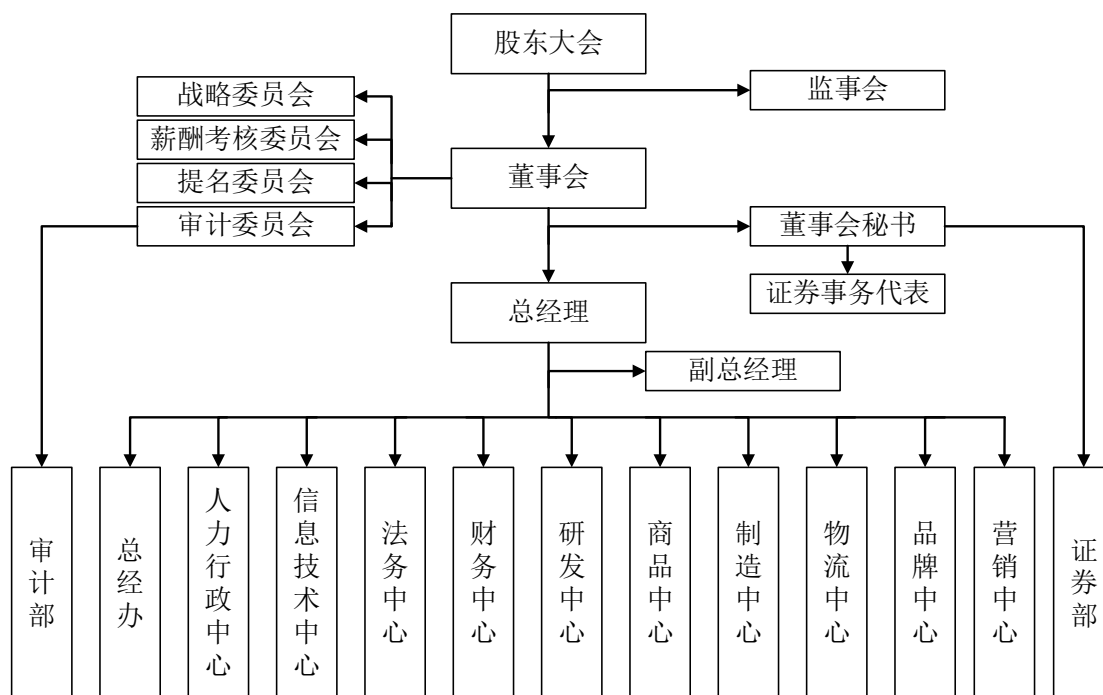 股东大会
战略委员会
监事会
薪酬考核委员会
提名委员会
董事会
审计委员会
董事会秘书
证券事务代表
总经理
副总经理
审计部
总经办
人力行政中心
信息技术中心
法务中心
财务中心
研发中心
商品中心
制造中心
物流中心
品牌中心
营销中心
证券部